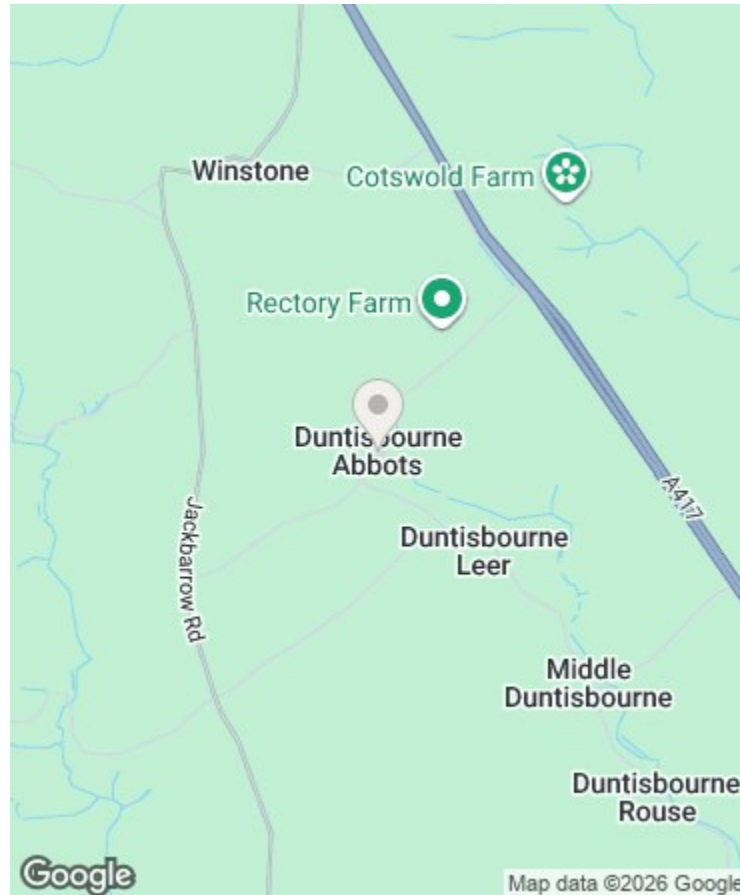 Winstone
Cotswold Farm
Rectory Farm
Duntisbourne
Abbots
A417
Jackbarrow Rd
Duntisbourne
Leer
Middle
Duntisbourne
Duntisbourne
Rouse
Google
Map data ©2026 Google